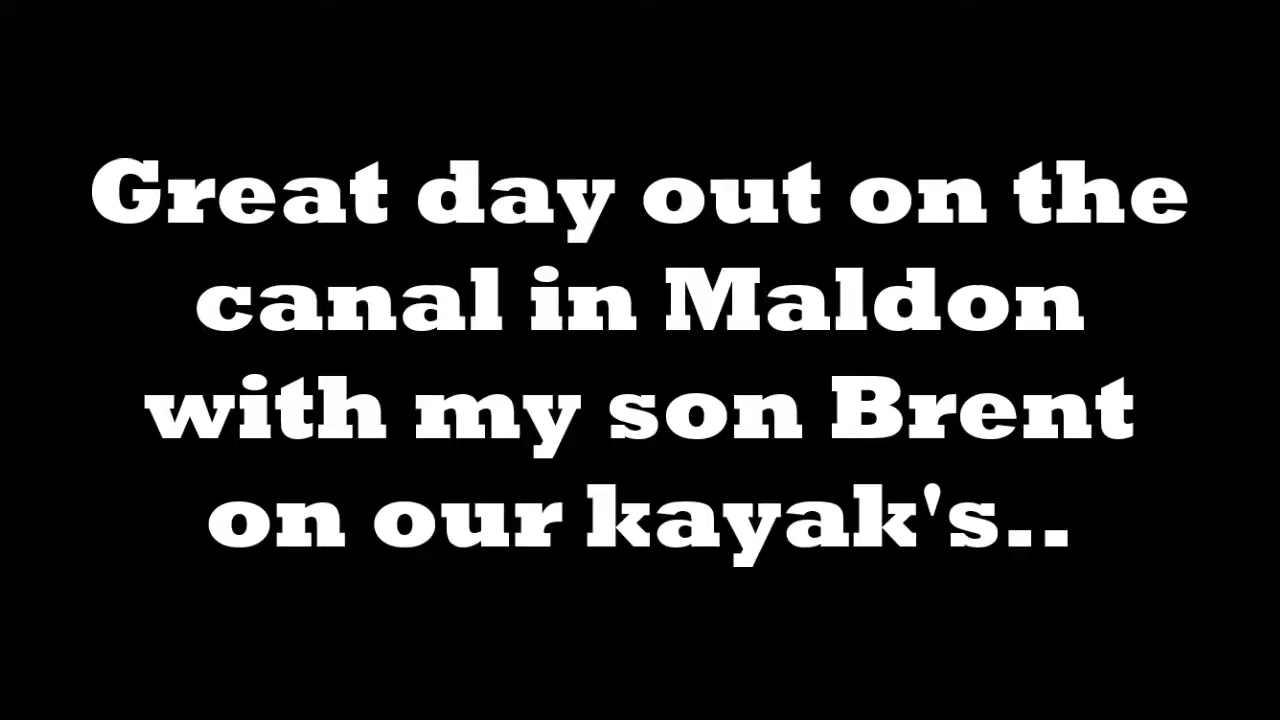 Great day out on the
canal in Maldon
with my son Brent
on our kayak's..